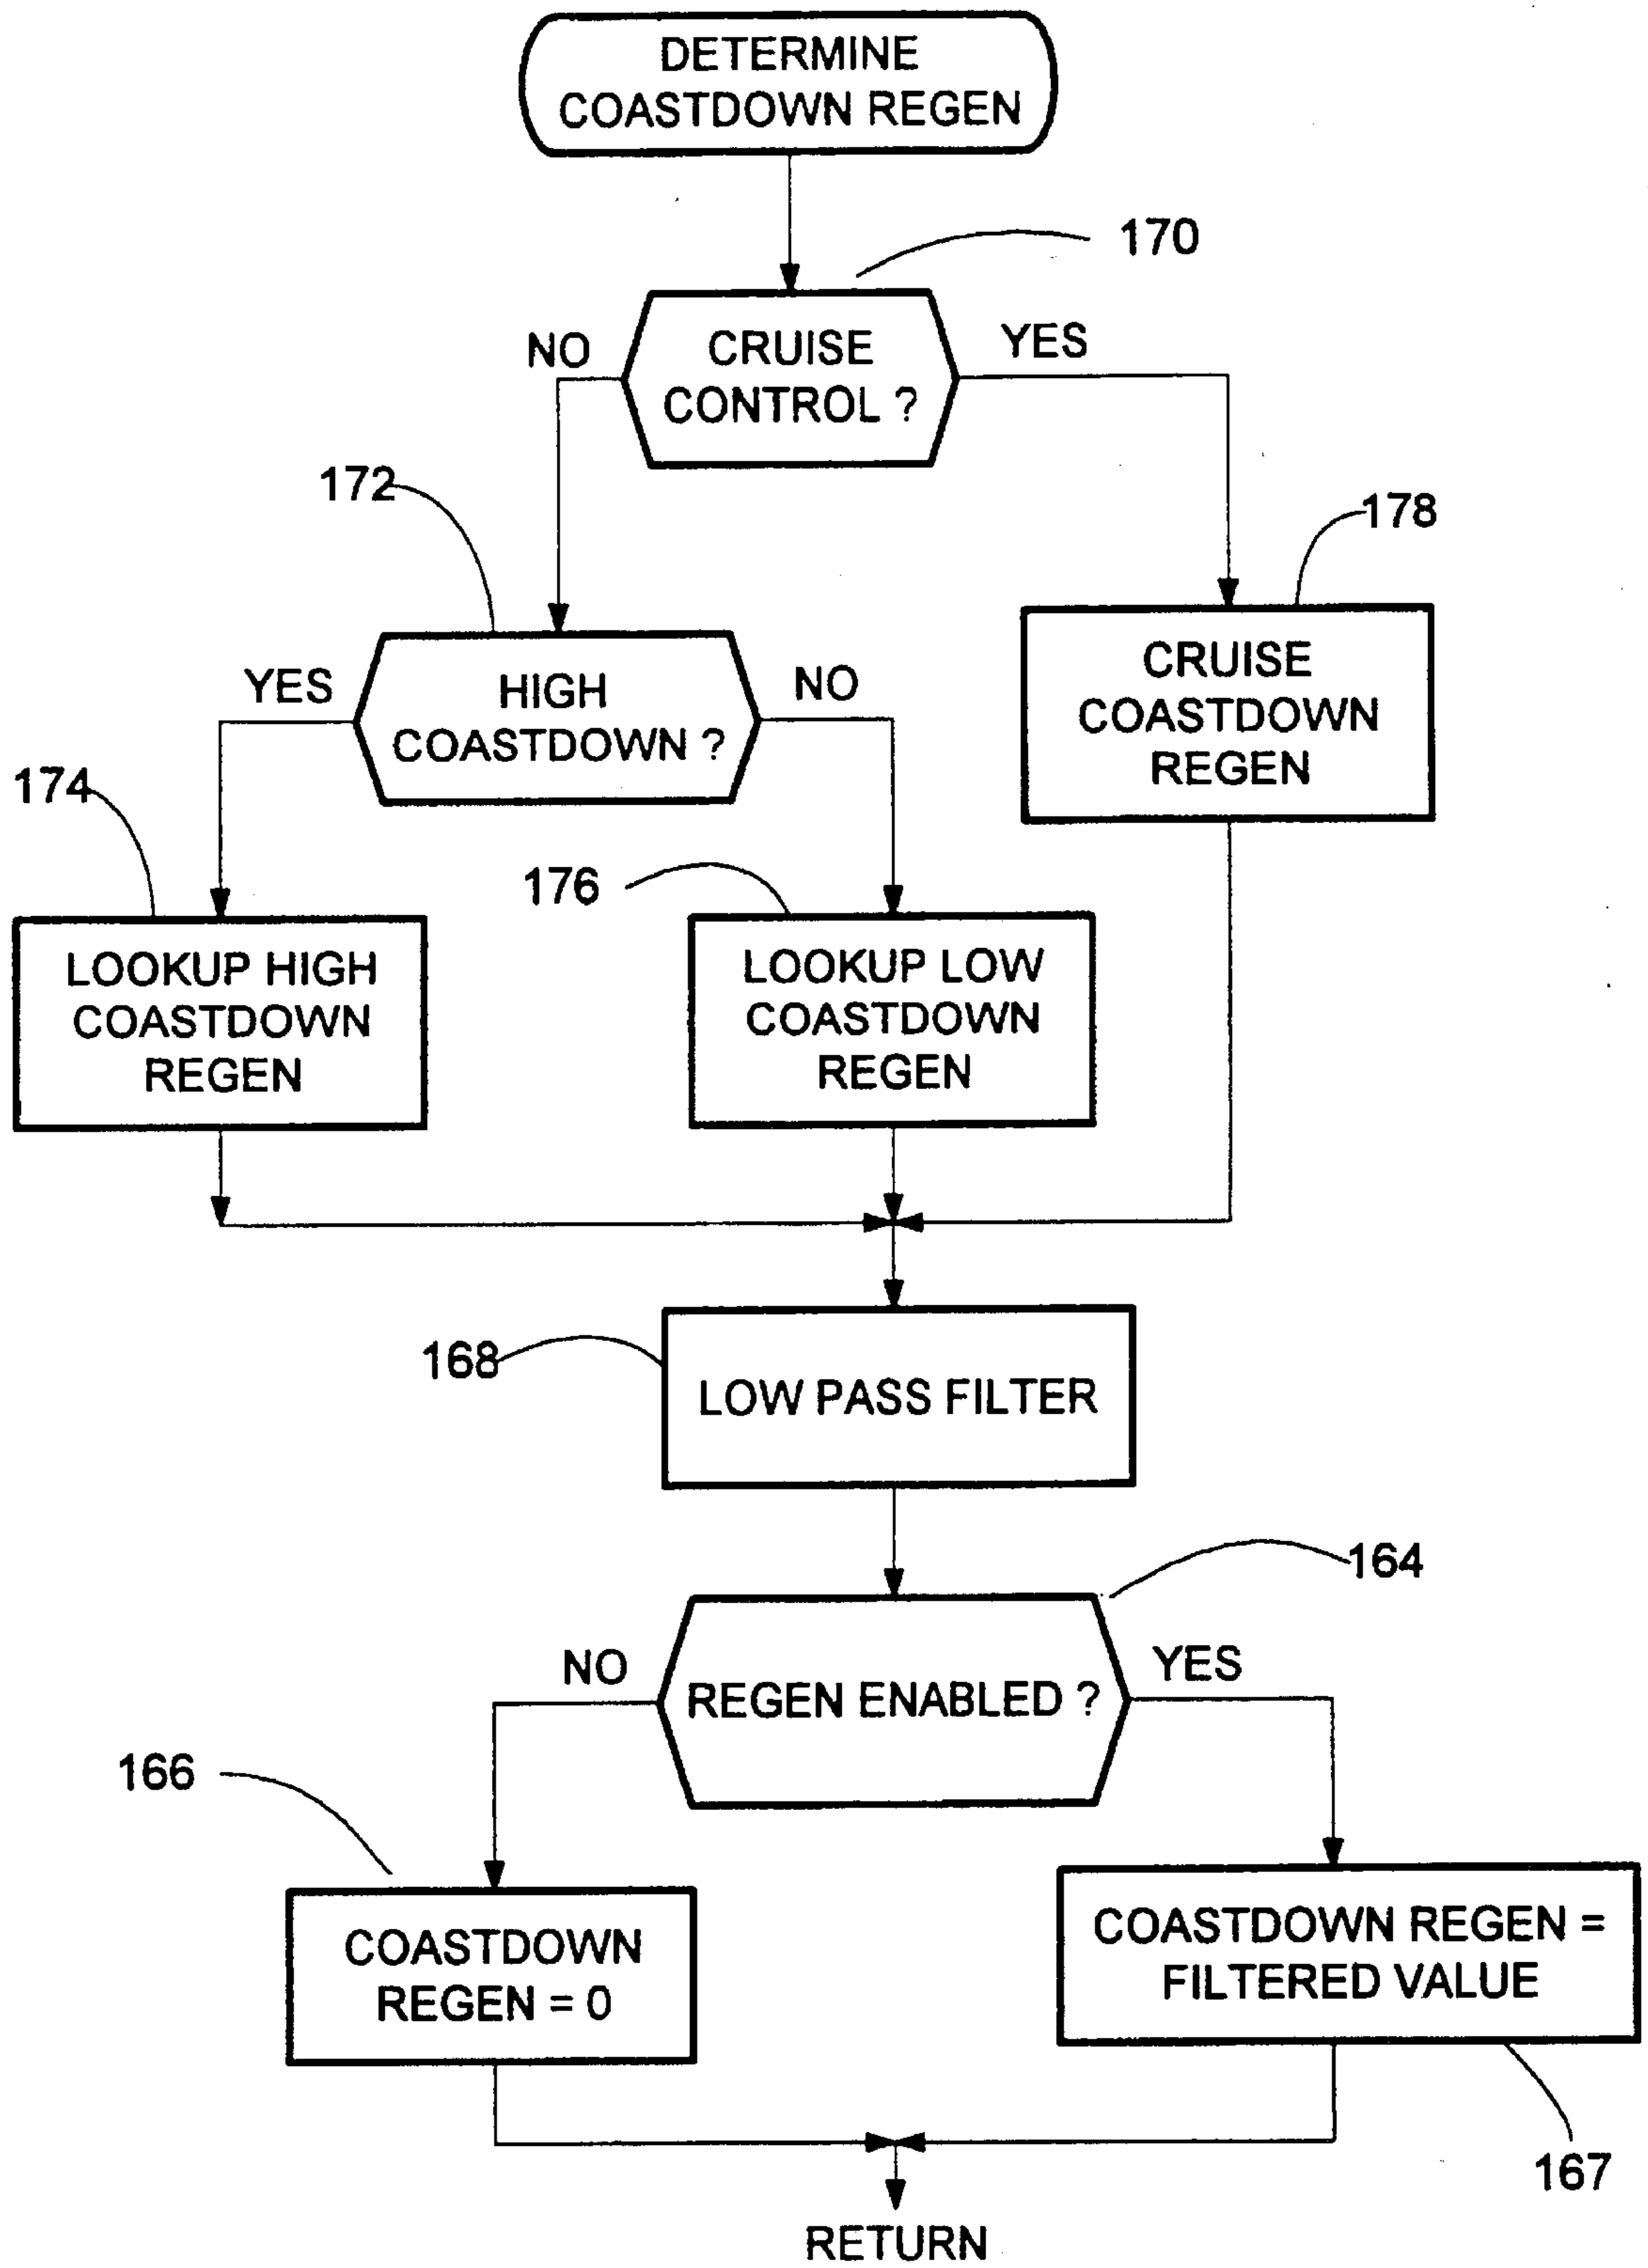 DETERMINE
COASTDOWN REGEN
170
NO
CRUISE
CONTROL ?
YES
172
178
YES
HIGH
COASTDOWN ?
NO
CRUISE
COASTDOWN
REGEN
174
176
LOOKUP HIGH
COASTDOWN
REGEN
LOOKUP LOW
COASTDOWN
REGEN
168
LOW PASS FILTER
164
NO
REGEN ENABLED ?
YES
166
COASTDOWN
REGEN = 0
COASTDOWN REGEN =
FILTERED VALUE
167
RETURN